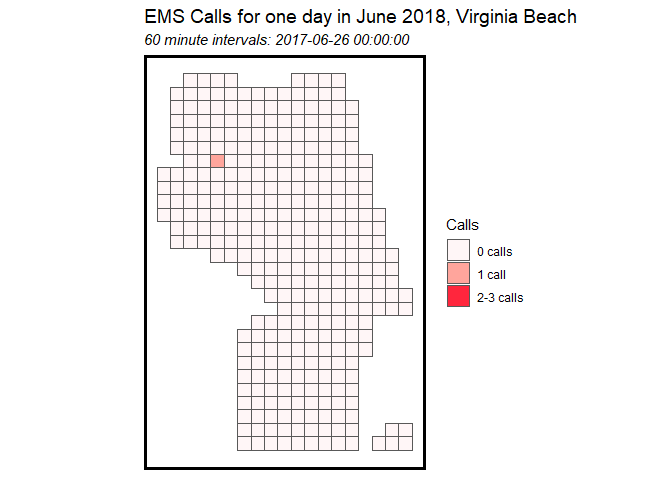 EMS Calls for one day in June 2018, Virginia Beach
60 minute intervals: 2017-06-26 00:00:00
Calls
0 calls
1 call
2-3 calls